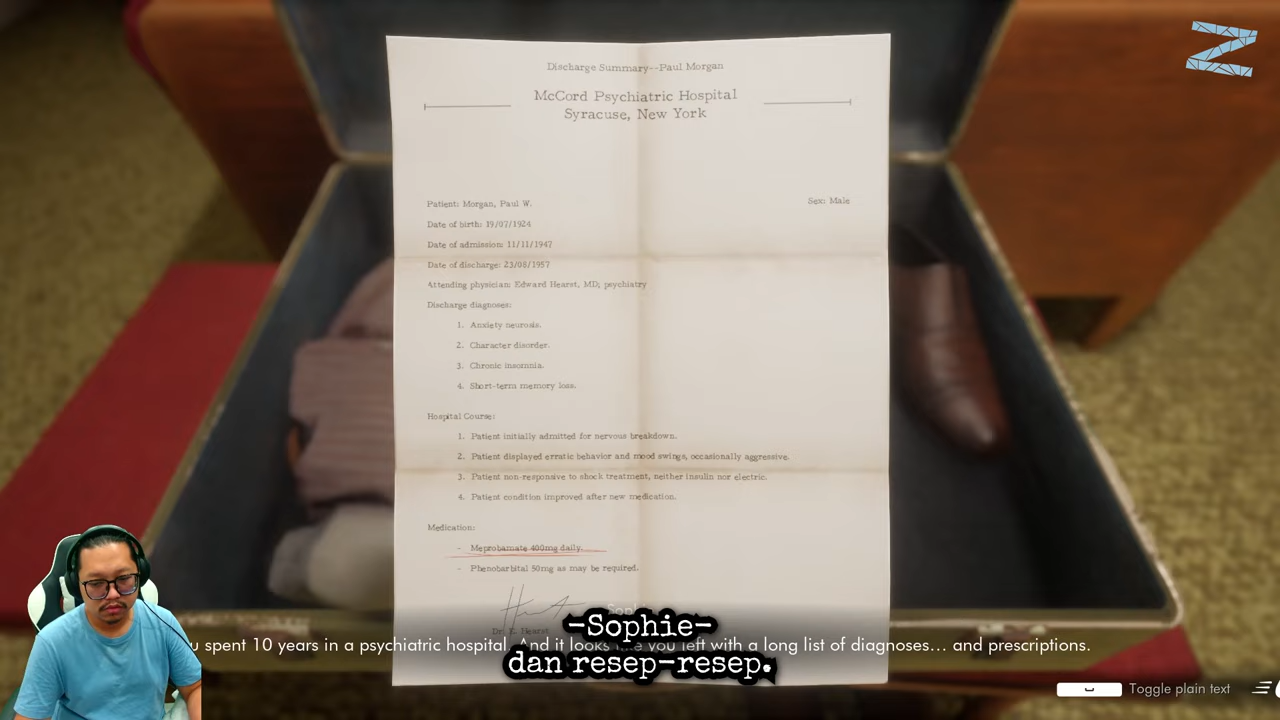 Discharge Summary--Paul Morgan
McCord Psychiatric Hospital
Syracuse, New York
Patient: Morgan, Paul W.
Sex: Male
Date of birth: 19/07/1924
Date of admission: 11/11/1947
Date of discharge: 23/08/1957
Attending physician: Edward Hearst, MD; psychiatry
Discharge diagnoses:
1. Anxiety neurosis.
2. Character disorder.
3. Chronic insomnia.
4. Short-term memory loss.
Hospital Course:
1. Patient initially admitted for nervous breakdown.
2. Patient displayed erratic behavior and mood swings, occasionally aggressive.
3. Patient non-responsive to shock treatment, neither insulin nor electric.
4. Patient condition improved after new medication.
Medication:
- Meprobamate 400mg daily.
- Phenobarbital 50mg as may be required.
Dr. E. Hearst
-Sophie-
spent 10 years in a psychiatric hospital. And it looks like you left with a long list of diagnoses... and prescriptions.
dan resep-resep.
Toggle plain text